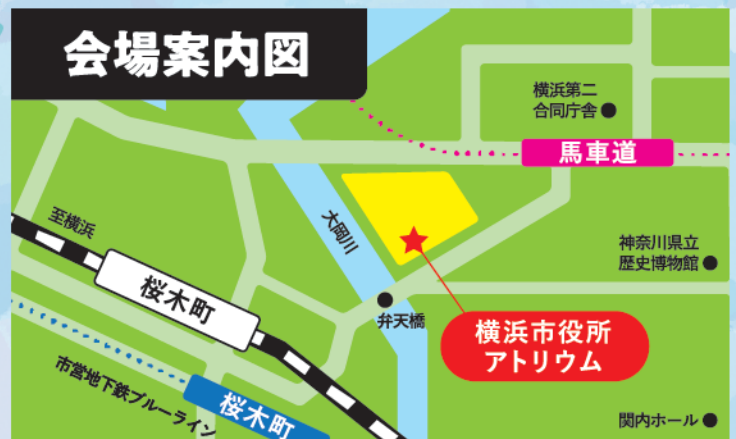 会場案内図
横浜第二
合同庁舎
馬車道
至横浜
大岡川
神奈川県立
歴史博物館
桜木町
弁天橋
横浜市役所
アトリウム
市営地下鉄ブルーライン
桜木町
関内ホール